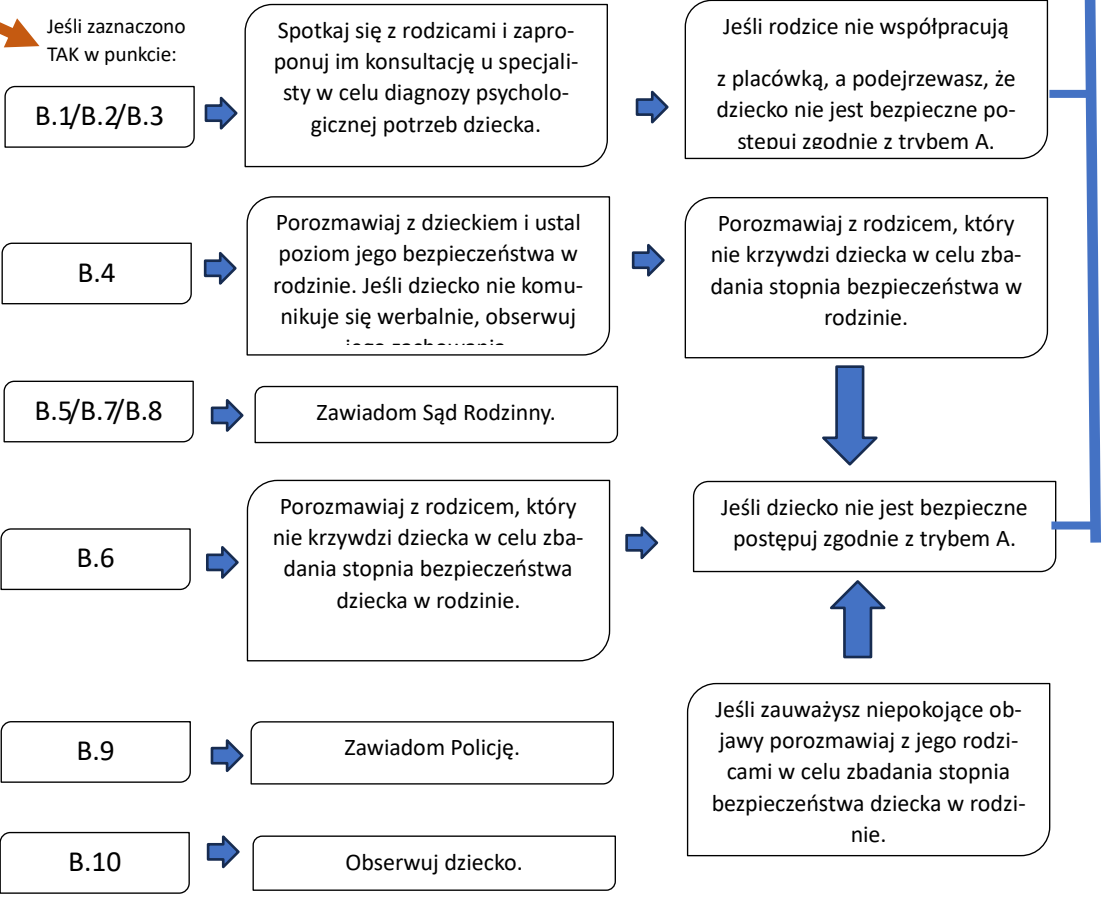 Jeśli zaznaczono
TAK w punkcie:
B.1/B.2/B.3
Spotkaj się z rodzicami i zapro-
ponuj im konsultację u specjali-
sty w celu diagnozy psycholo-
gicznej potrzeb dziecka.
Jeśli rodzice nie współpracują
z placówką, a podejrzewasz, że
dziecko nie jest bezpieczne po-
stępuj zgodnie z trybem A.
B.4
Porozmawiaj z dzieckiem i ustal
poziom jego bezpieczeństwa w
rodzinie. Jeśli dziecko nie komu-
nikuje się werbalnie, obserwuj
jego zachowania.
Porozmawiaj z rodzicem, który
nie krzywdzi dziecka w celu zba-
dania stopnia bezpieczeństwa w
rodzinie.
B.5/B.7/B.8
Zawiadom Sąd Rodzinny.
B.6
Porozmawiaj z rodzicem, który
nie krzywdzi dziecka w celu zba-
dania stopnia bezpieczeństwa
dziecka w rodzinie.
Jeśli dziecko nie jest bezpieczne
postępuj zgodnie z trybem A.
B.9
Zawiadom Policję.
Jeśli zauważysz niepokojące ob-
jawy porozmawiaj z jego rodzi-
cami w celu zbadania stopnia
bezpieczeństwa dziecka w rodzi-
nie.
B.10
Obserwuj dziecko.